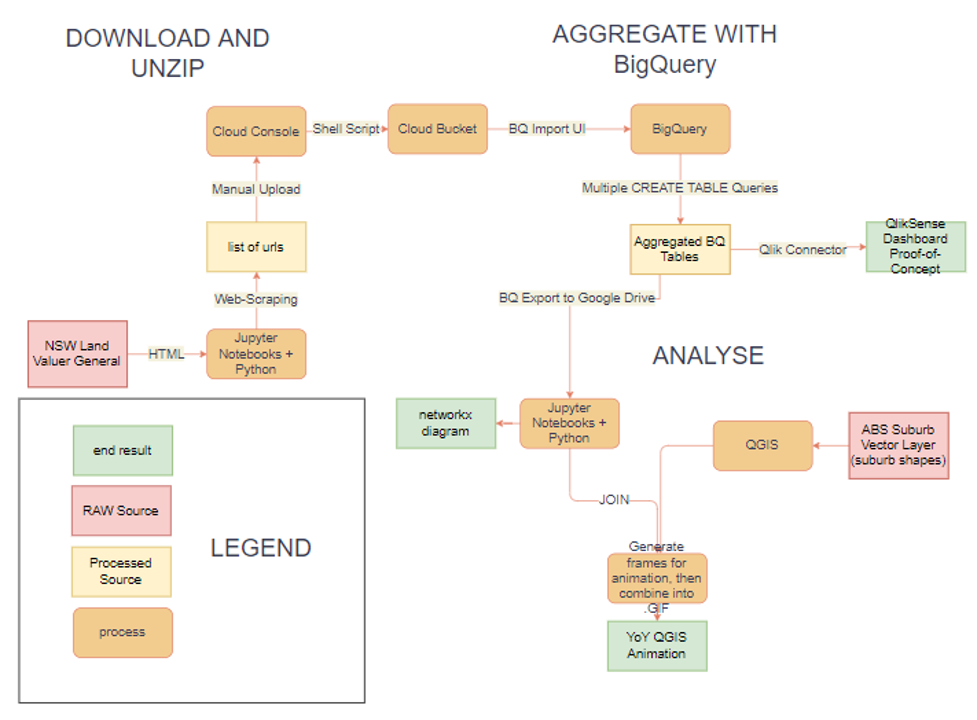 DOWNLOAD AND
UNZIP
AGGREGATE WITH
BigQuery
Cloud Console
Shell Script
Cloud Bucket
BQ Import UI
BigQuery
Manual Upload
Multiple CREATE TABLE Queries
list of urls
Aggregated BQ
Tables
Qlik Connector
QlikSense
Dashboard
Proof-of-
Concept
Web-Scraping
BQ Export to Google Drive
NSW Land
Valuer General
HTML
Jupyter
Notebooks +
Python
ANALYSE
networkx
diagram
Jupyter
Notebooks +
Python
QGIS
ABS Suburb
Vector Layer
(suburb shapes)
JOIN
Generate
frames for
animation, then
combine into
.GIF
YoY QGIS
Animation
end result
RAW Source
LEGEND
Processed
Source
process